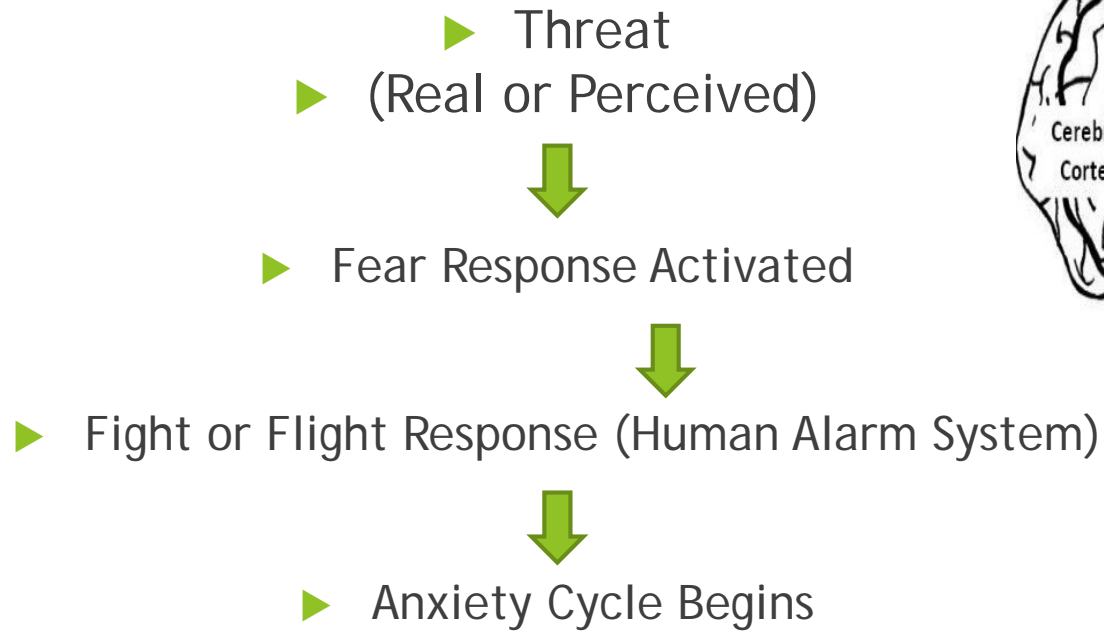 Threat
(Real or Perceived)
Fear Response Activated
Fight or Flight Response (Human Alarm System)
Anxiety Cycle Begins